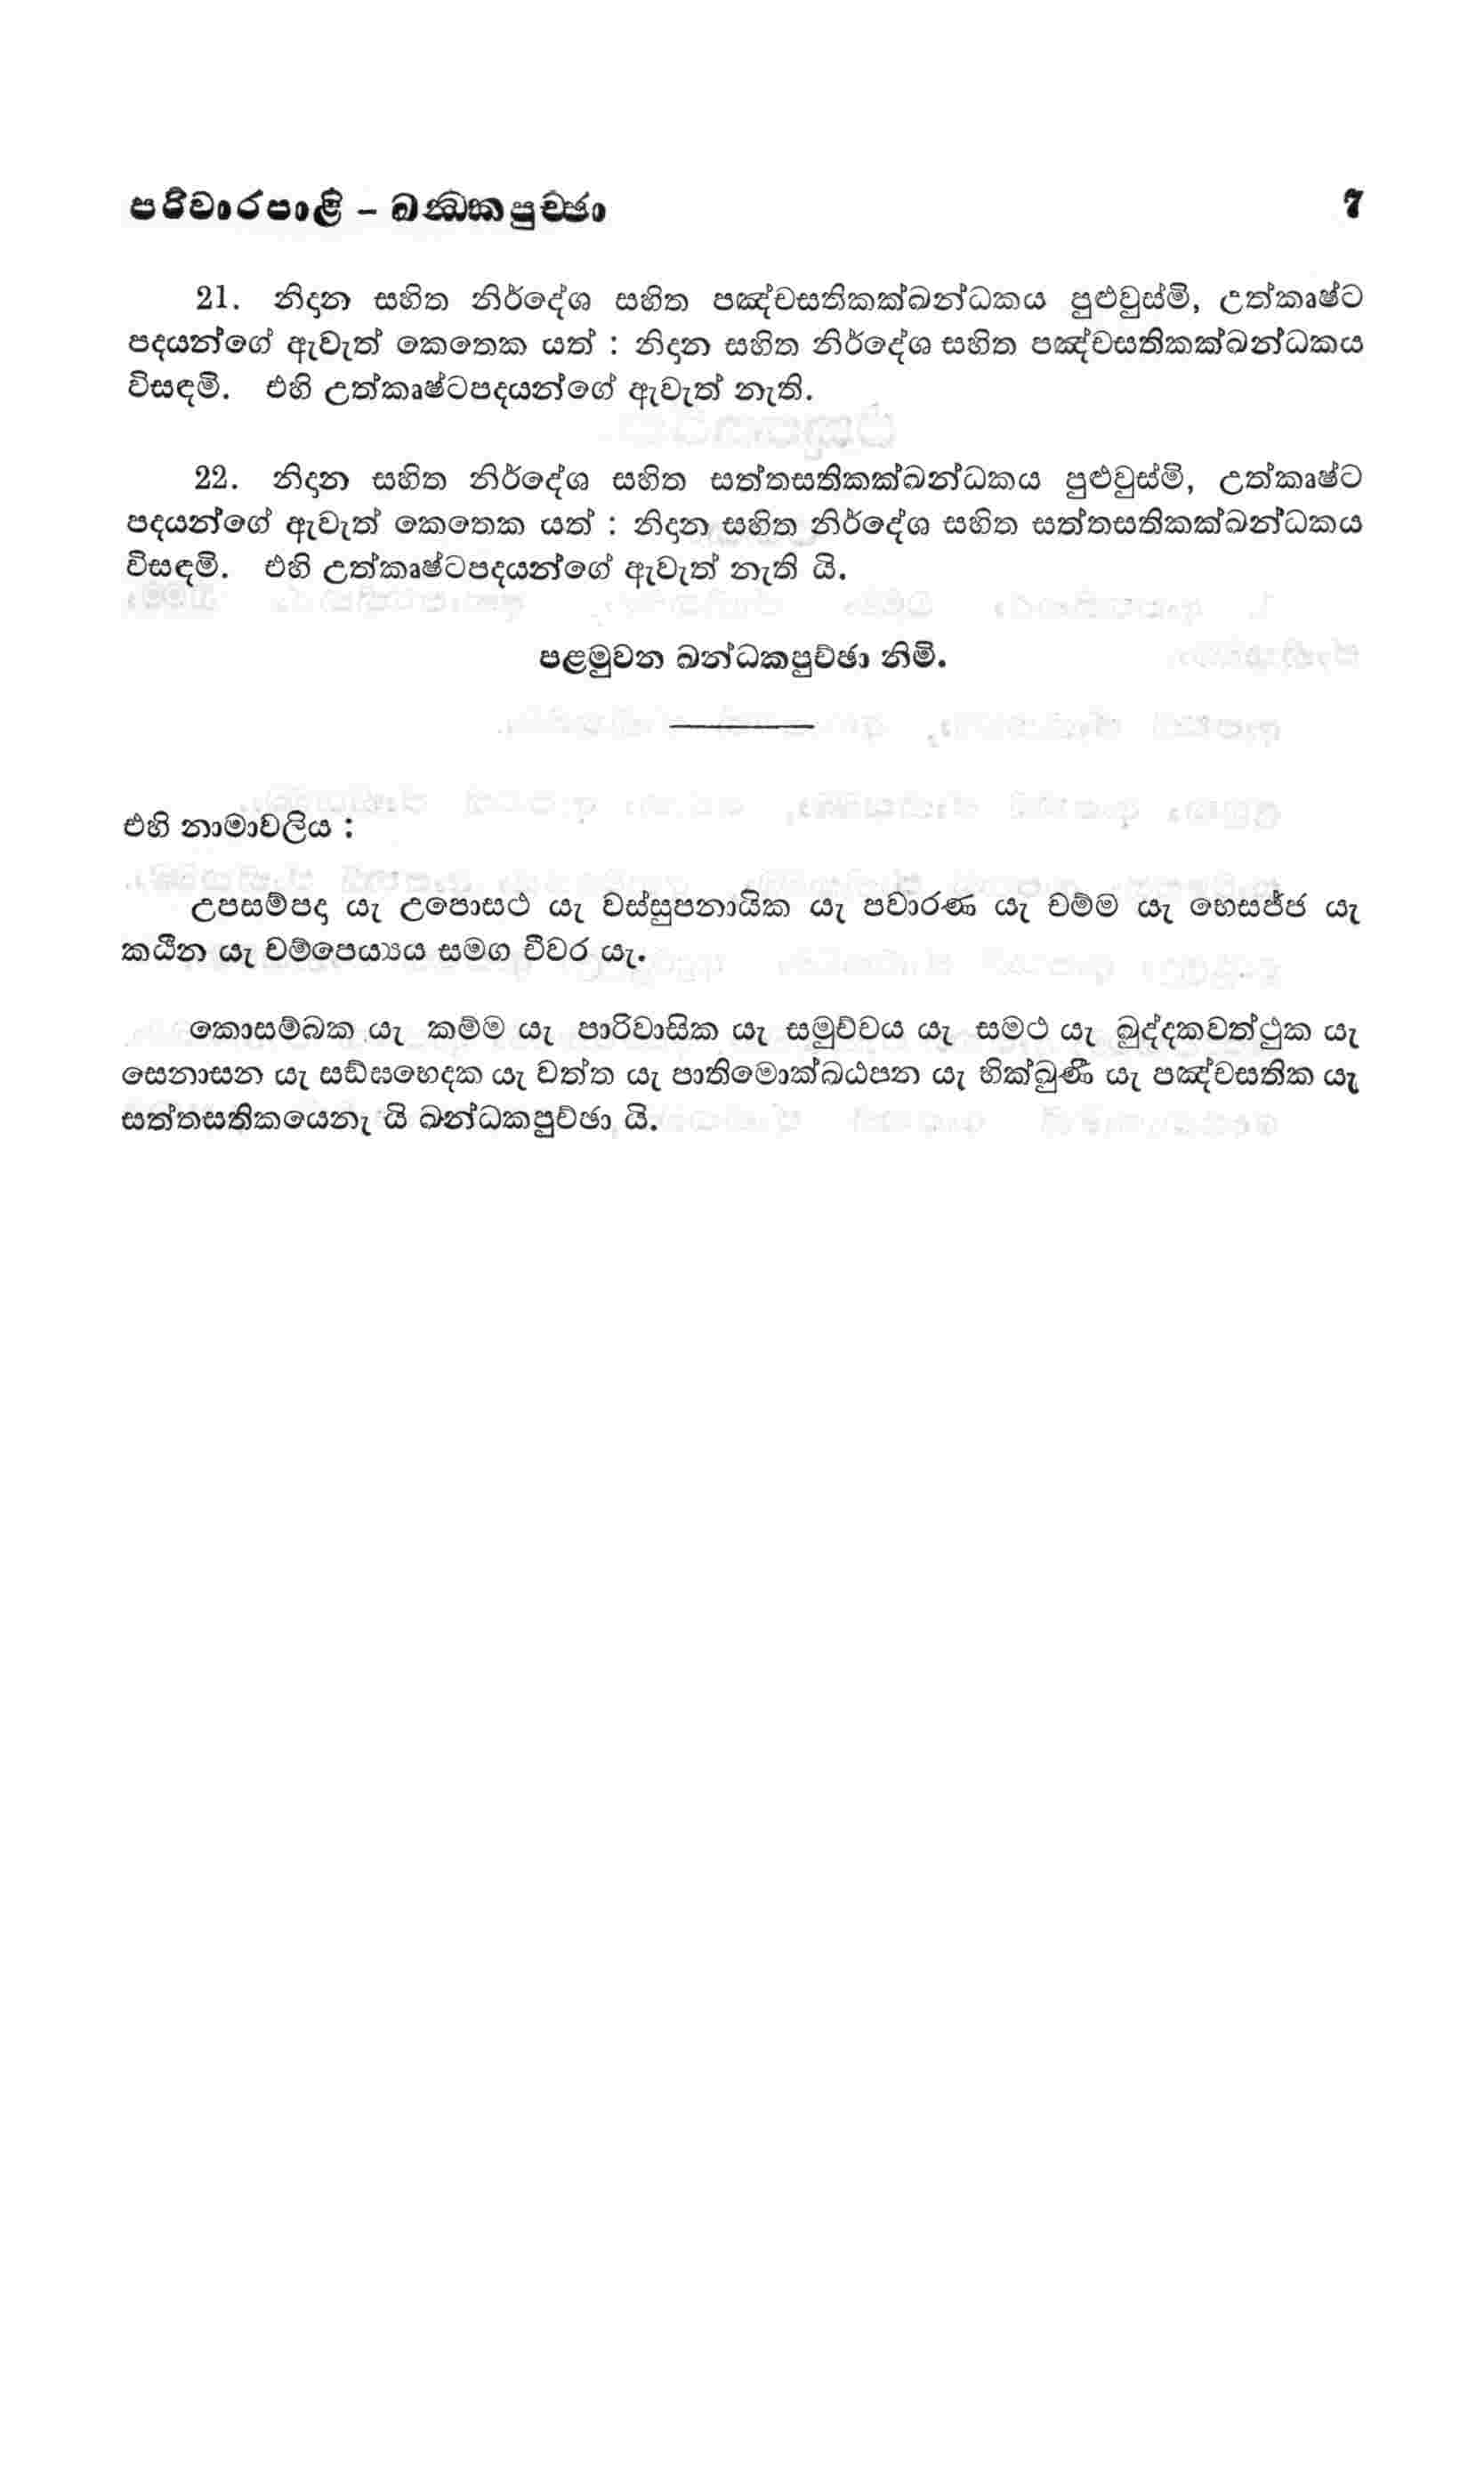 පරිවාරපාළි – ඛන්ධකපුච්ඡා 7
21. නිදාන සහිත නිර්දේශ සහිත පඤ්චසතිකක්ඛන්ධකය පුළුවුස්මි, උත්කෘෂ්ට
පදයන්ගේ ඇවැත් කෙතෙක යත් : නිදාන සහිත නිර්දේශ සහිත පඤ්චසතිකක්ඛන්ධකය
විසඳමි. එහි උත්කෘෂ්ටපදයන්ගේ ඇවැත් නැති.
22. නිදාන සහිත නිර්දේශ සහිත සත්තසතිකක්ඛන්ධකය පුළුවුස්මි, උත්කෘෂ්ට
පදයන්ගේ ඇවැත් කෙතෙක යත් : නිදාන සහිත නිර්දේශ සහිත සත්තසතිකක්ඛන්ධකය
විසඳමි. එහි උත්කෘෂ්ටපදයන්ගේ ඇවැත් නැති යි.
පළමුවන ඛන්ධකපුච්ඡා නිමි.
එහි නාමාවලිය :
උපසම්පදා යැ උපොසථ යැ වස්සුපනායික යැ පවාරණ යැ චම්ම යැ භෙසජ්ජ යැ
කඨින යැ චම්පෙය්‍යය සමග චීවර යැ.
කොසම්බක යැ කම්ම යැ පාරිවාසික යැ සමුච්චය යැ සමථ යැ ඛුද්දකවත්ථුක යැ
සෙනාසන යැ සඞ්ඝභෙදක යැ වත්ත යැ පාතිමොක්ඛඨපන යැ භික්ඛුණී යැ පඤ්චසතික යැ
සත්තසතිකයෙනැ යි ඛන්ධකපුච්ඡා යි.